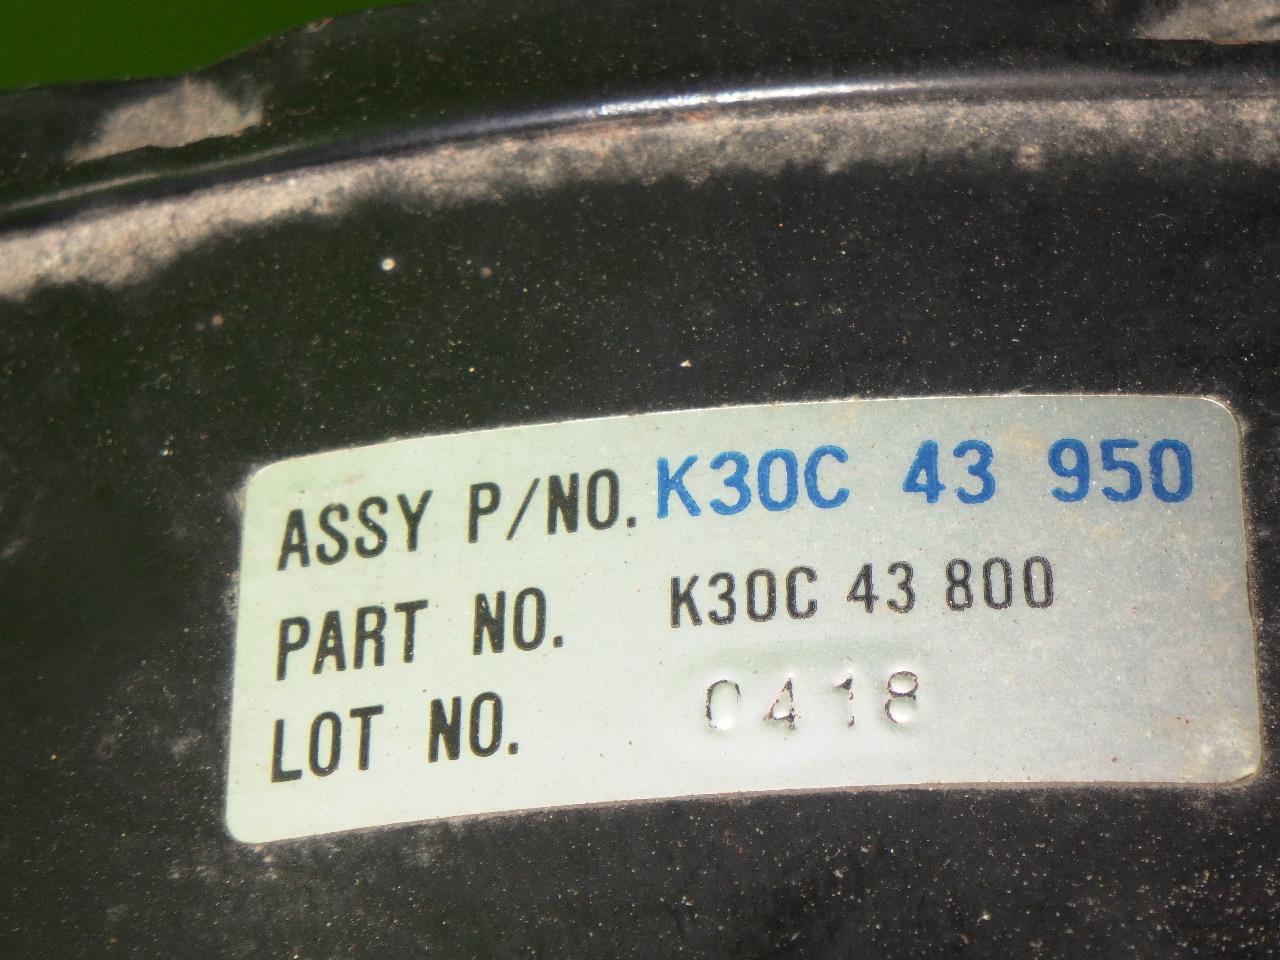 ASSY P/NO. K30C 43 950
PART NO. K30C 43 800
LOT NO. 0418